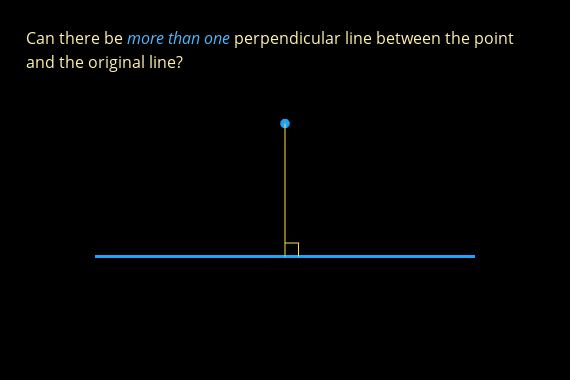 Can there be more than one perpendicular line between the point
and the original line?